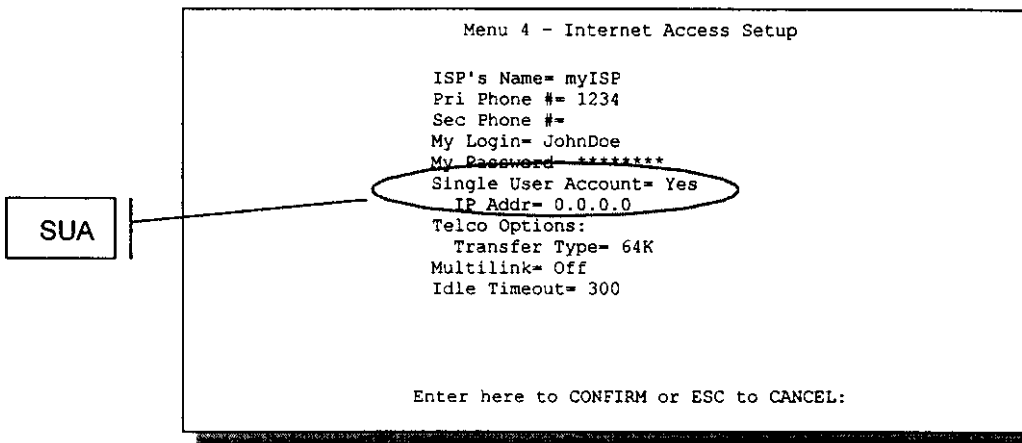 Menu 4 - Internet Access Setup
ISP's Name= myISP
Pri Phone #= 1234
Sec Phone #=
My Login= JohnDoe
My Password= ********
Single User Account= Yes
IP Addr= 0.0.0.0
SUA
Telco Options:
Transfer Type= 64K
Multilink= Off
Idle Timeout= 300
Enter here to CONFIRM or ESC to CANCEL: